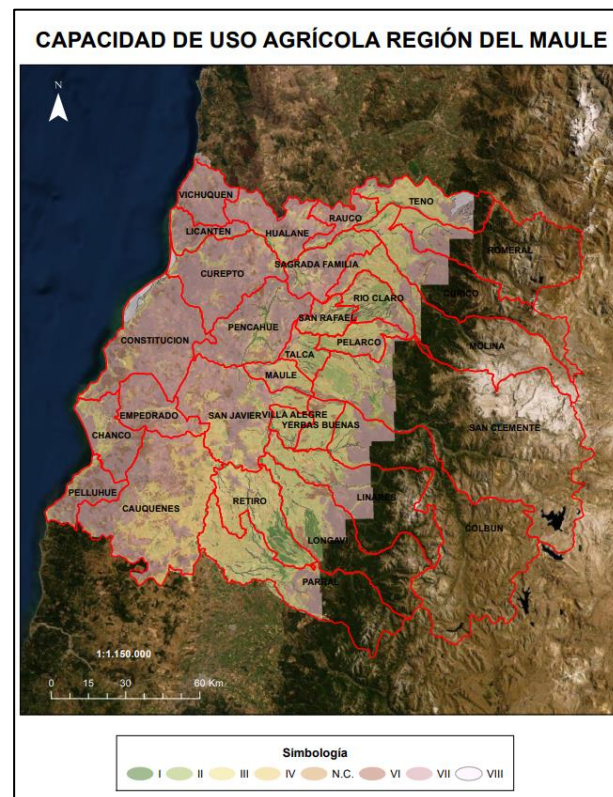 CAPACIDAD DE USO AGRÍCOLA REGIÓN DEL MAULE
N
VICHUQUEN
TENO
RAUCO
LICANTEN
HUALANE
ROMERAL
SAGRADA FAMILIA
CUREPTO
CURICO
RIO CLARO
SAN RAFAEL
PENCAHUE
CONSTITUCION
PELARCO
MOLINA
TALCA
MAULE
EMPEDRADO
SAN JAVIER
VILLA ALEGRE
YERBAS BUENAS
SAN CLEMENTE
CHANCO
PELLUHUE
LINARES
RETIRO
CAUQUENES
COLBUN
LONGAVI
PARRAL
1:1.150.000
0 15 30 60 Km
Simbología
I II III IV N.C. VI VII VIII